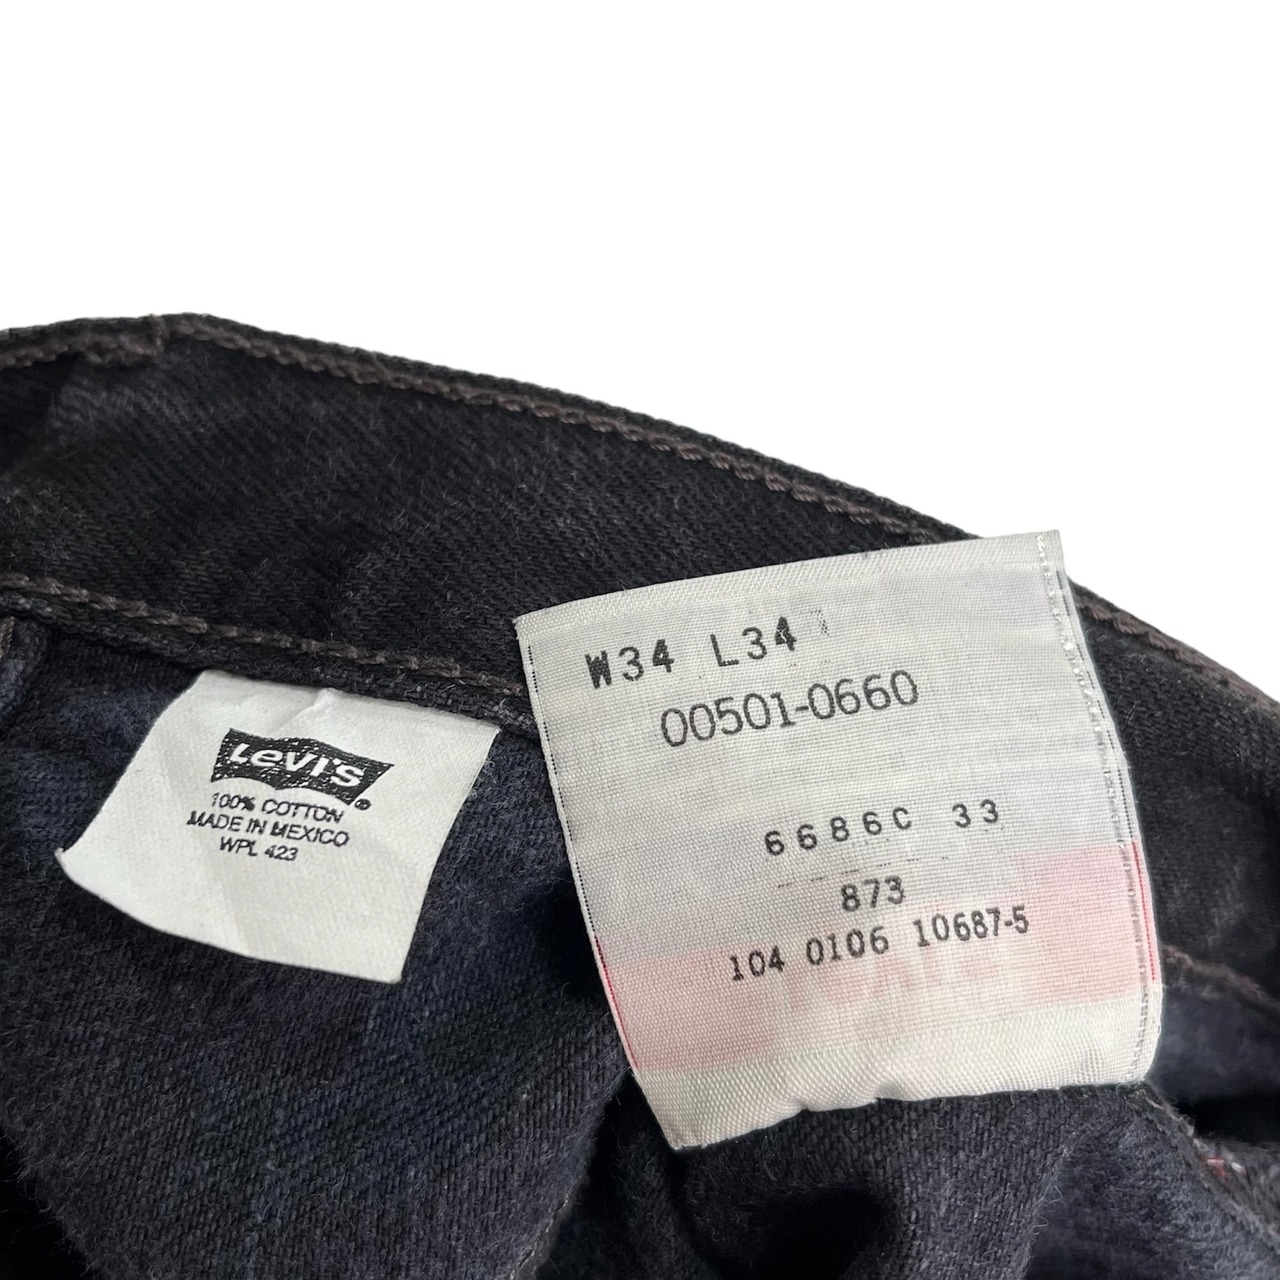 Levi's®
100% COTTON
MADE IN MEXICO
WPL 423
W34 L34
00501-0660
6686C 33
873
104 0106 10687-5